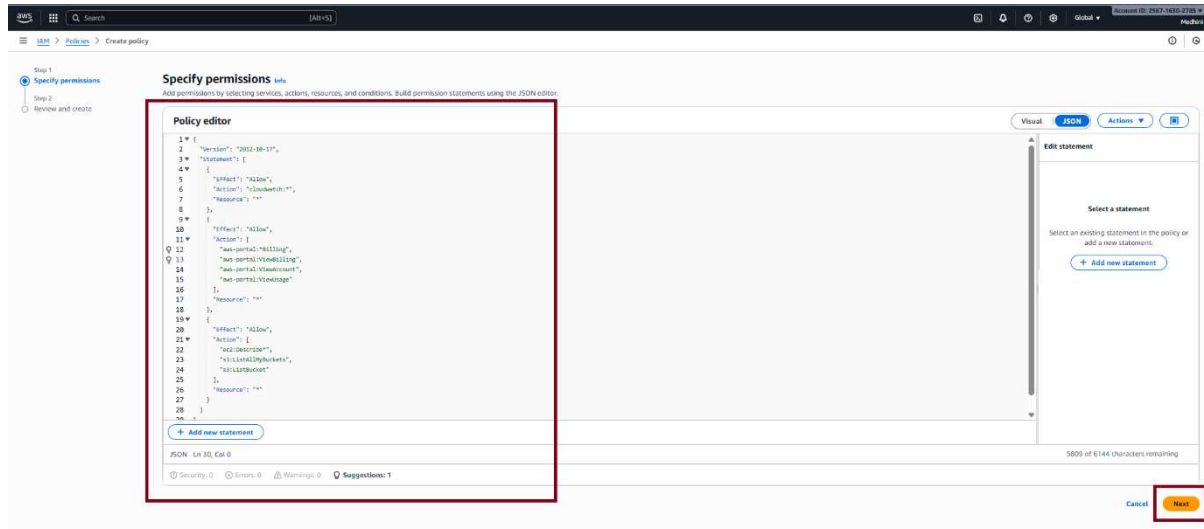 aws
Search
[Alt+S]
Account ID: 2567-1630-2785
Global
Medhini
IAM > Policies > Create policy
Step 1
Specify permissions
Step 2
Review and create
Specify permissions Info
Add permissions by selecting services, actions, resources, and conditions. Build permission statements using the JSON editor.
Policy editor
Visual JSON Actions
1 {
2 "Version": "2012-10-17",
3 "Statement": [
4 {
5 "Effect": "Allow",
6 "Action": "cloudwatch:*",
7 "Resource": "*"
8 },
9 {
10 "Effect": "Allow",
11 "Action": [
12 "aws-portal:*Billing",
13 "aws-portal:ViewBilling",
14 "aws-portal:ViewAccount",
15 "aws-portal:ViewUsage"
16 ],
17 "Resource": "*"
18 },
19 {
20 "Effect": "Allow",
21 "Action": [
22 "ec2:Describe*",
23 "s3:ListAllMyBuckets",
24 "s3:ListBucket"
25 ],
26 "Resource": "*"
27 }
28 ]
29 }
Edit statement
Select a statement
Select an existing statement in the policy or
add a new statement.
+ Add new statement
+ Add new statement
JSON Ln 30, Col 0
5809 of 6144 characters remaining
Security: 0 Errors: 0 Warnings: 0 Suggestions: 1
Cancel Next